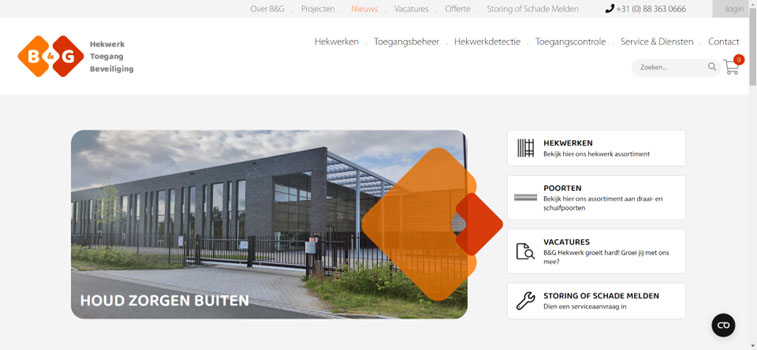 Over B&G . Projecten . Nieuws . Vacatures . Offerte . Storing of Schade Melden
+31 (0) 88 363 0666
login
B & G
Hekwerk
Toegang
Beveiliging
Hekwerken . Toegangsbeheer . Hekwerkdetectie . Toegangscontrole . Service & Diensten . Contact
Zoeken...
0
HOUD ZORGEN BUITEN
HEKWERKEN
Bekijk hier ons hekwerk assortiment
POORTEN
Bekijk hier ons assortiment aan draai- en
schuifpoorten
VACATURES
B&G Hekwerk groeit hard! Groei jij met ons
mee?
STORING OF SCHADE MELDEN
Dien een serviceaanvraag in